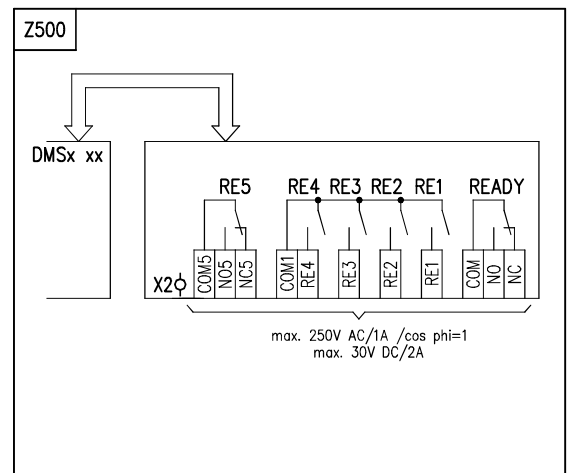 Z500
DMSx xx
RE5 RE4 RE3 RE2 RE1 READY
X2
COM5 NO5 NC5 COM1 RE4 RE3 RE2 RE1 COM NO NC
max. 250V AC/1A /cos phi=1
max. 30V DC/2A